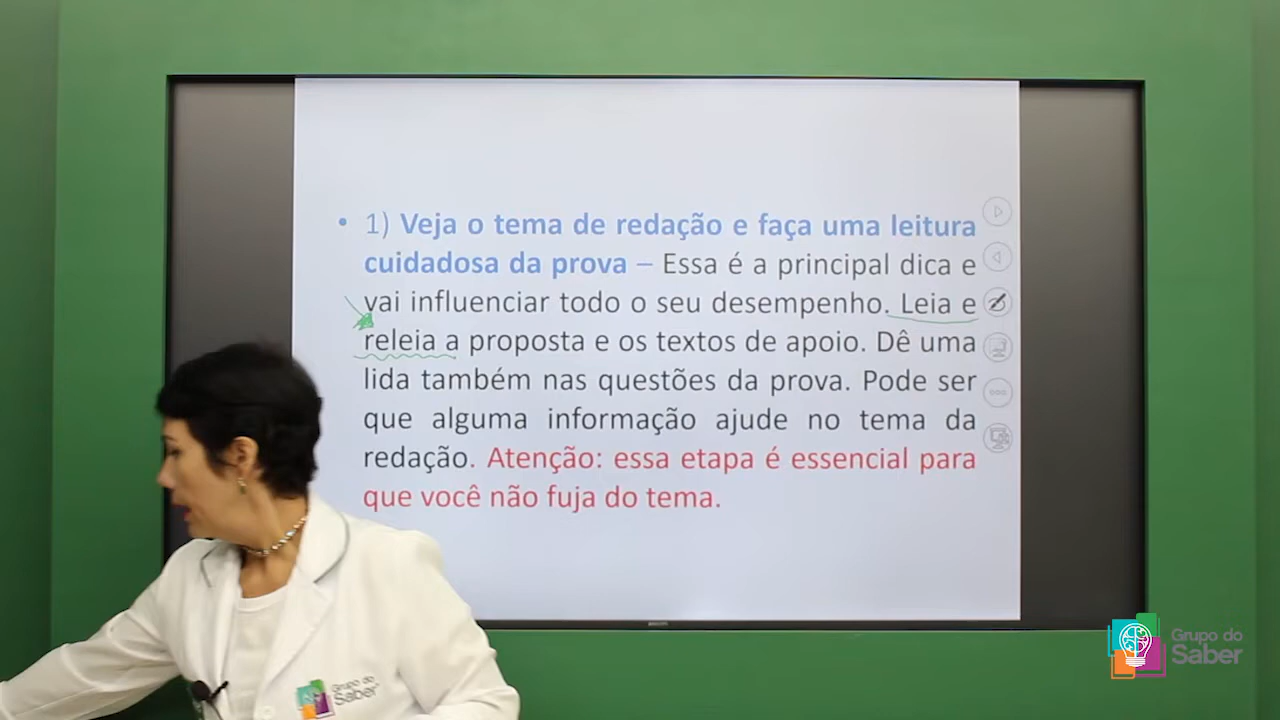 • 1) Veja o tema de redação e faça uma leitura
cuidadosa da prova – Essa é a principal dica e
vai influenciar todo o seu desempenho. Leia e
releia a proposta e os textos de apoio. Dê uma
lida também nas questões da prova. Pode ser
que alguma informação ajude no tema da
redação. Atenção: essa etapa é essencial para
que você não fuja do tema.
Grupo do
Saber
Grupo do
Saber